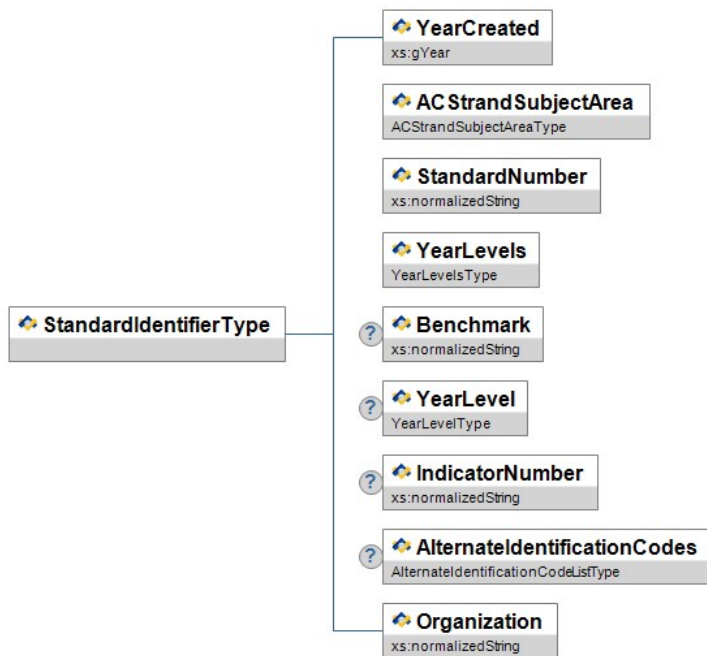 YearCreated
xs:gYear
ACStrandSubjectArea
ACStrandSubjectAreaType
StandardNumber
xs:normalizedString
YearLevels
YearLevelsType
StandardIdentifierType
?
Benchmark
xs:normalizedString
?
YearLevel
YearLevelType
?
IndicatorNumber
xs:normalizedString
?
AlternateIdentificationCodes
AlternateIdentificationCodeListType
Organization
xs:normalizedString